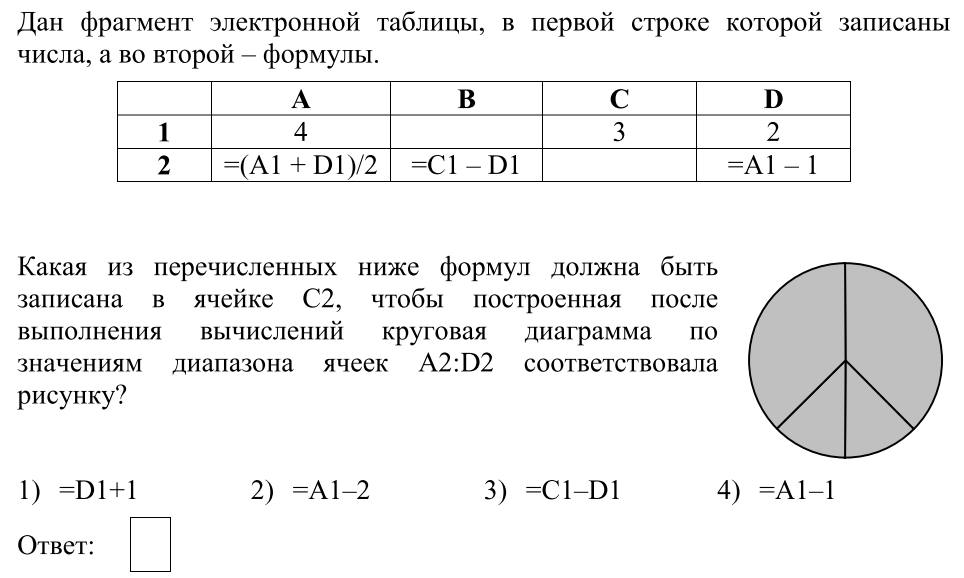 Дан фрагмент электронной таблицы, в первой строке которой записаны
числа, а во второй – формулы.
A B C D
1 4 3 2
2 =(A1 + D1)/2 =C1 – D1 =A1 – 1
Какая из перечисленных ниже формул должна быть
записана в ячейке C2, чтобы построенная после
выполнения вычислений круговая диаграмма по
значениям диапазона ячеек A2:D2 соответствовала
рисунку?
1) =D1+1 2) =A1–2 3) =C1–D1 4) =A1–1
Ответ: